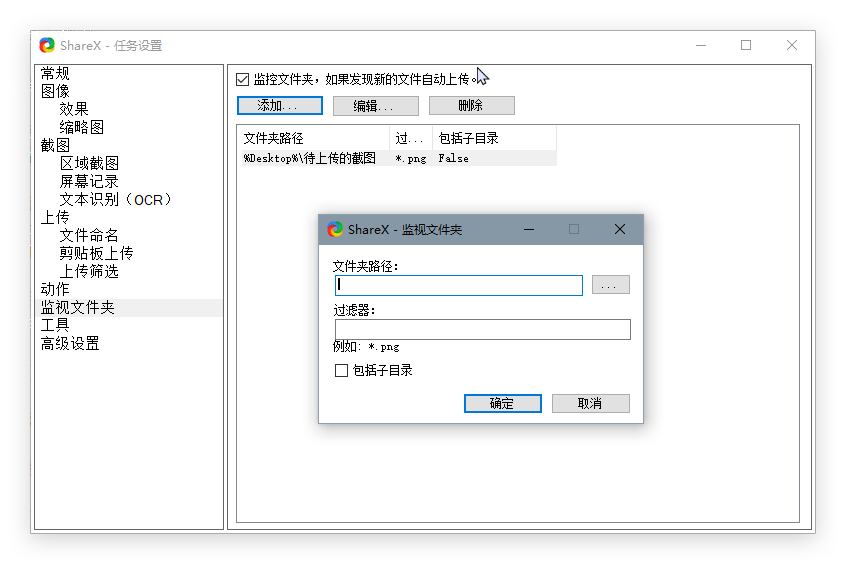 ShareX - 任务设置
常规
图像
效果
缩略图
截图
区域截图
屏幕记录
文本识别（OCR）
上传
文件命名
剪贴板上传
上传筛选
动作
监视文件夹
工具
高级设置
监控文件夹，如果发现新的文件自动上传。
添加... 编辑... 删除
文件夹路径 过... 包括子目录
%Desktop%\待上传的截图 *.png False
ShareX - 监视文件夹
文件夹路径：
...
过滤器：
例如: *.png
包括子目录
确定 取消